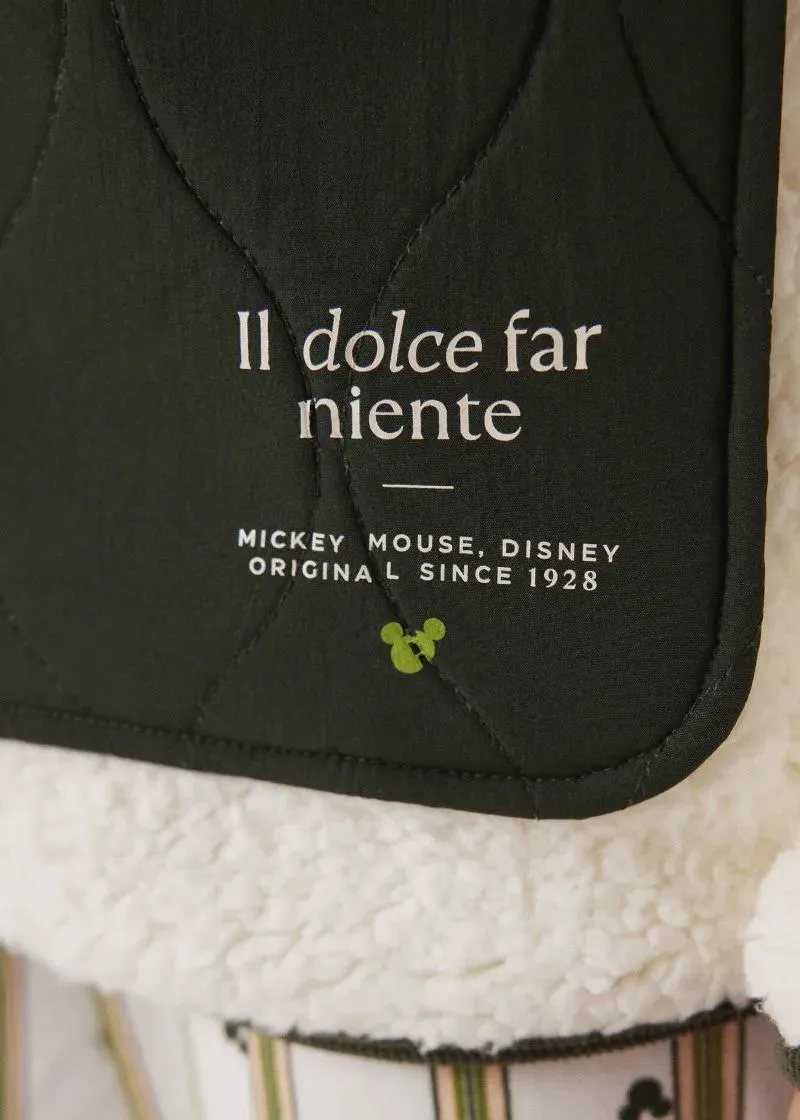 Il dolce far
niente
MICKEY MOUSE, DISNEY
ORIGINAL SINCE 1928